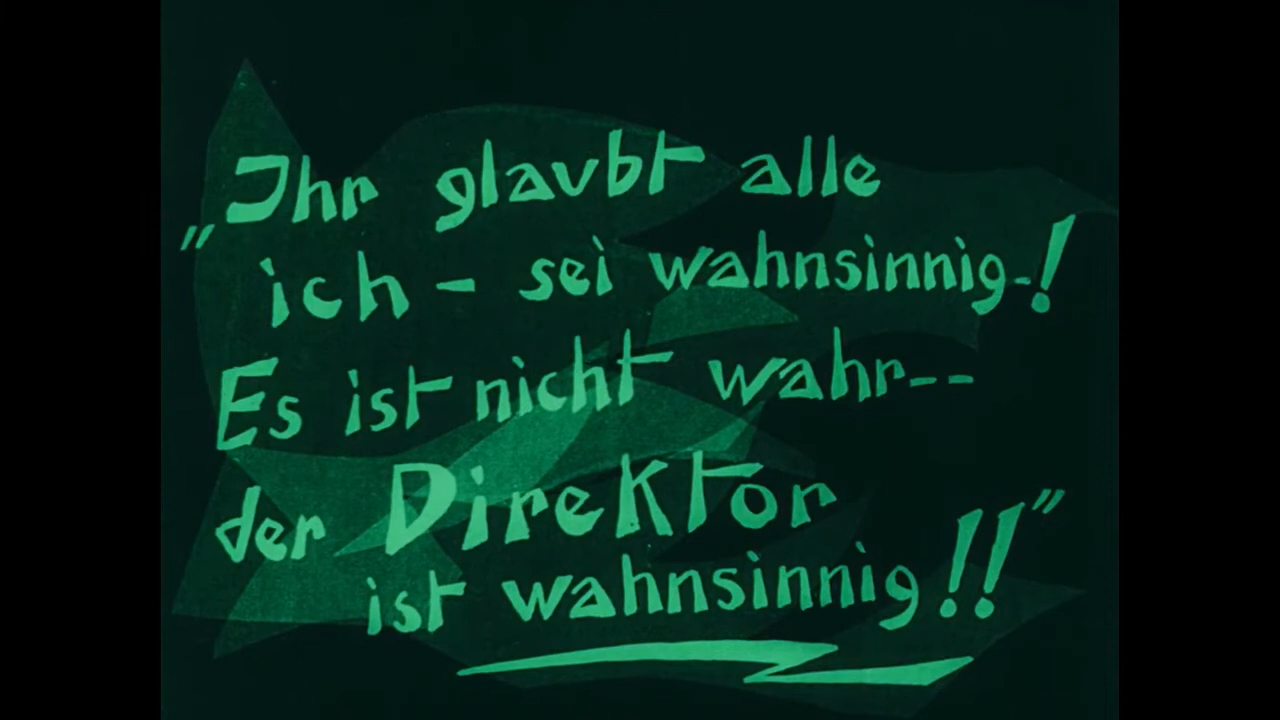 „Ihr glaubt alle
ich - sei wahnsinnig-!
Es ist nicht wahr--
der Direktor
ist wahnsinnig!!”